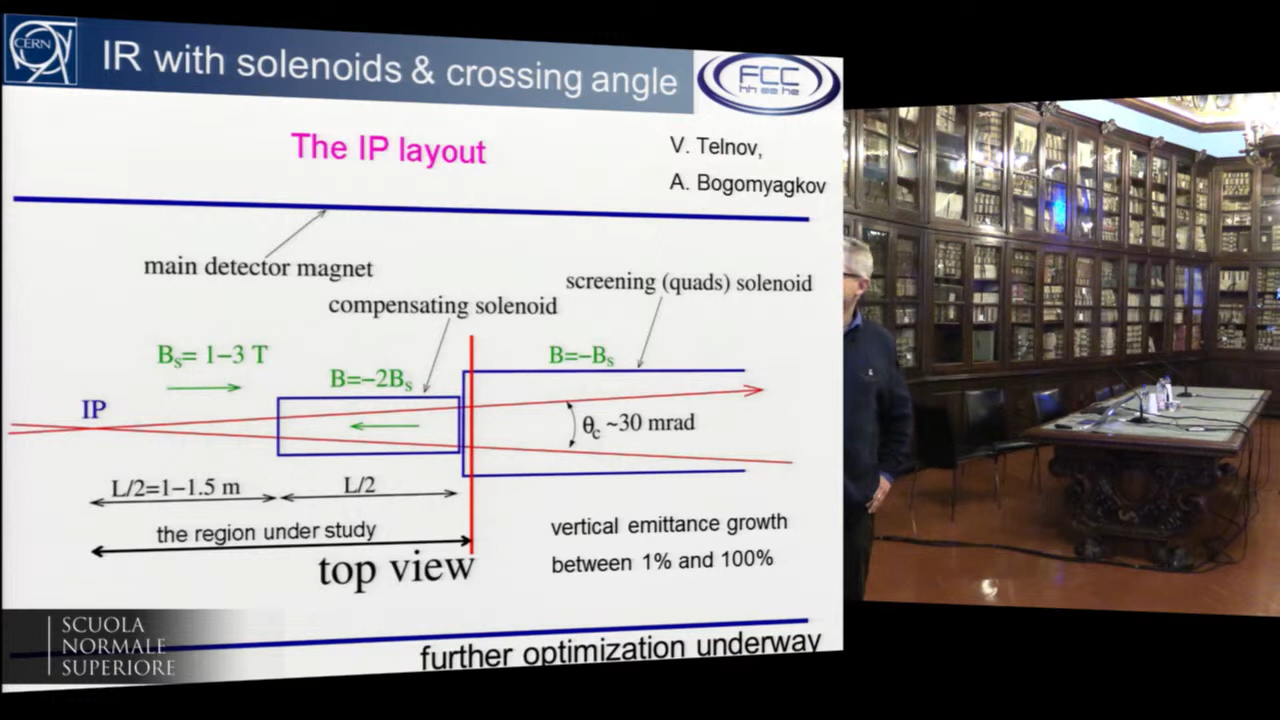 CERN
IR with solenoids & crossing angle
FCC
hh ee he
The IP layout
V. Telnov,
A. Bogomyagkov
main detector magnet
compensating solenoid
screening (quads) solenoid
Bs= 1−3 T
B=−2Bs
B=−Bs
IP
θc ~30 mrad
L/2=1−1.5 m
L/2
the region under study
top view
vertical emittance growth
between 1% and 100%
further optimization underway
SCUOLA
NORMALE
SUPERIORE